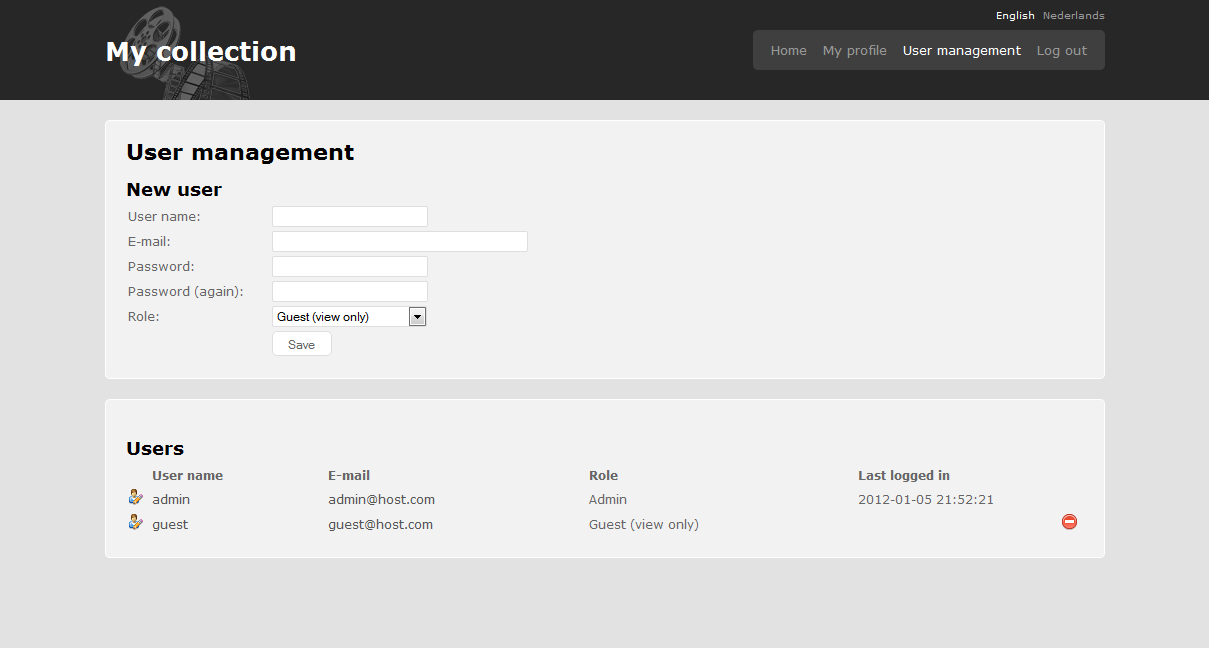 English Nederlands
My collection
Home My profile User management Log out
User management
New user
User name:
E-mail:
Password:
Password (again):
Role: Guest (view only)
Save
Users
User name E-mail Role Last logged in
admin admin@host.com Admin 2012-01-05 21:52:21
guest guest@host.com Guest (view only)